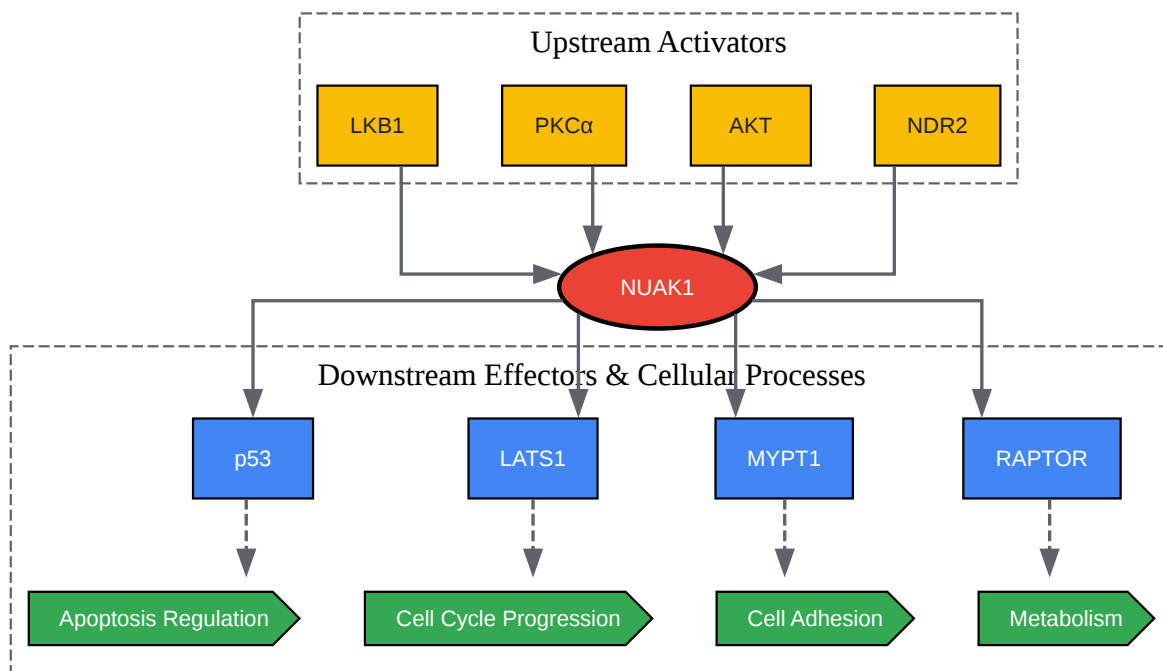 Upstream Activators
LKB1
PKCα
AKT
NDR2
NUAK1
Downstream Effectors & Cellular Processes
p53
LATS1
MYPT1
RAPTOR
Apoptosis Regulation
Cell Cycle Progression
Cell Adhesion
Metabolism